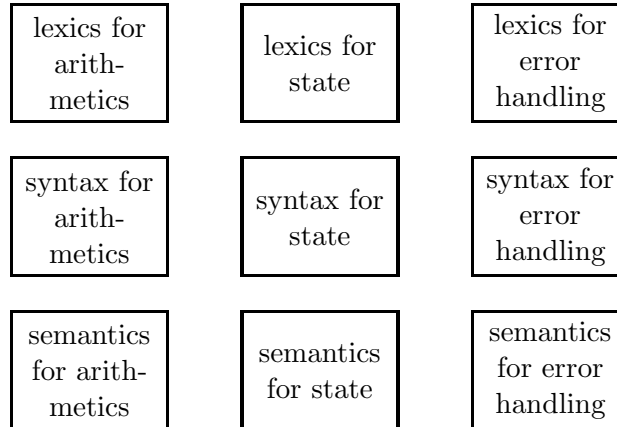 lexics for
arith-
metics
lexics for
state
lexics for
error
handling
syntax for
arith-
metics
syntax for
state
syntax for
error
handling
semantics
for arith-
metics
semantics
for state
semantics
for error
handling